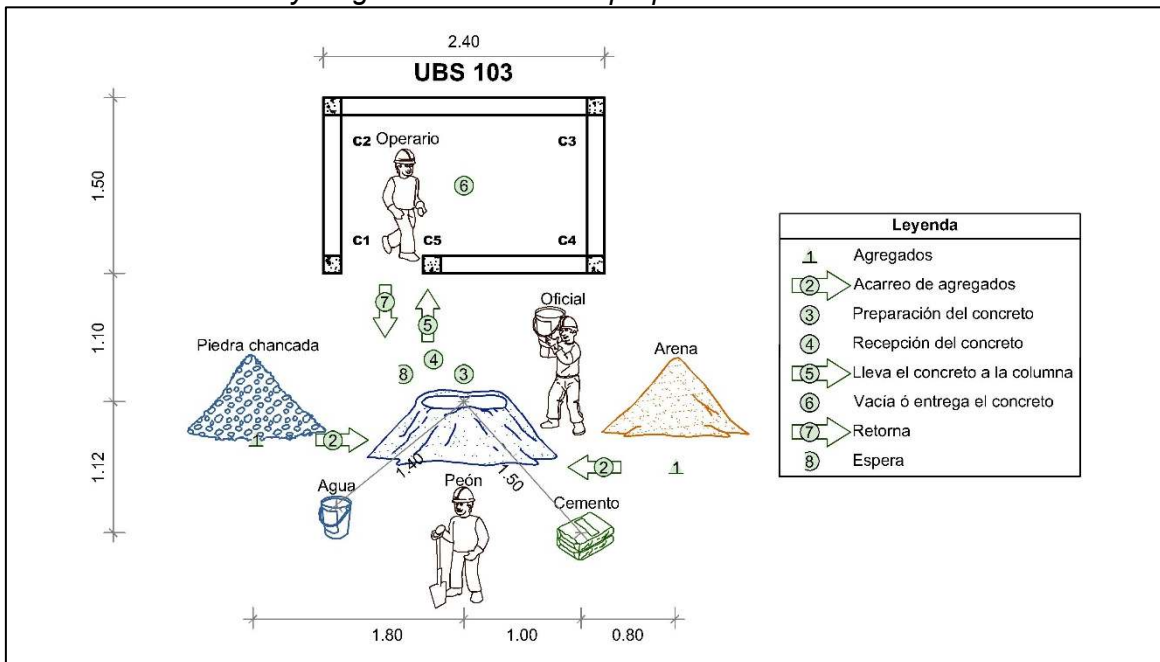 2.40
UBS 103
C2 Operario
C3
6
1.50
C1
C5
C4
7
5
Oficial
1.10
Piedra chancada
4
8
3
Arena
1
2
2
1
1.40
1.50
1.12
Agua
Peón
Cemento
1.80
1.00
0.80
Leyenda
1 Agregados
2 Acarreo de agregados
3 Preparación del concreto
4 Recepción del concreto
5 Lleva el concreto a la columna
6 Vacía ó entrega el concreto
7 Retorna
8 Espera